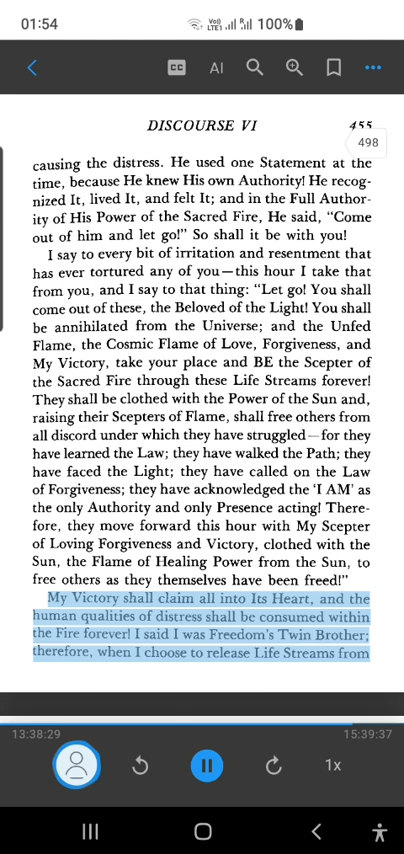 01:54
Vo))
LTE1
R
100%
CC
AI
DISCOURSE VI
455
498
causing the distress. He used one Statement at the
time, because He knew His own Authority! He recog-
nized It, lived It, and felt It; and in the Full Author-
ity of His Power of the Sacred Fire, He said, “Come
out of him and let go!” So shall it be with you!
I say to every bit of irritation and resentment that
has ever tortured any of you—this hour I take that
from you, and I say to that thing: “Let go! You shall
come out of these, the Beloved of the Light! You shall
be annihilated from the Universe; and the Unfed
Flame, the Cosmic Flame of Love, Forgiveness, and
My Victory, take your place and BE the Scepter of
the Sacred Fire through these Life Streams forever!
They shall be clothed with the Power of the Sun and,
raising their Scepters of Flame, shall free others from
all discord under which they have struggled—for they
have learned the Law; they have walked the Path; they
have faced the Light; they have called on the Law
of Forgiveness; they have acknowledged the ‘I AM’ as
the only Authority and only Presence acting! There-
fore, they move forward this hour with My Scepter
of Loving Forgiveness and Victory, clothed with the
Sun, the Flame of Healing Power from the Sun, to
free others as they themselves have been freed!”
My Victory shall claim all into Its Heart, and the
human qualities of distress shall be consumed within
the Fire forever! I said I was Freedom’s Twin Brother;
therefore, when I choose to release Life Streams from
13:38:29
15:39:37
1x